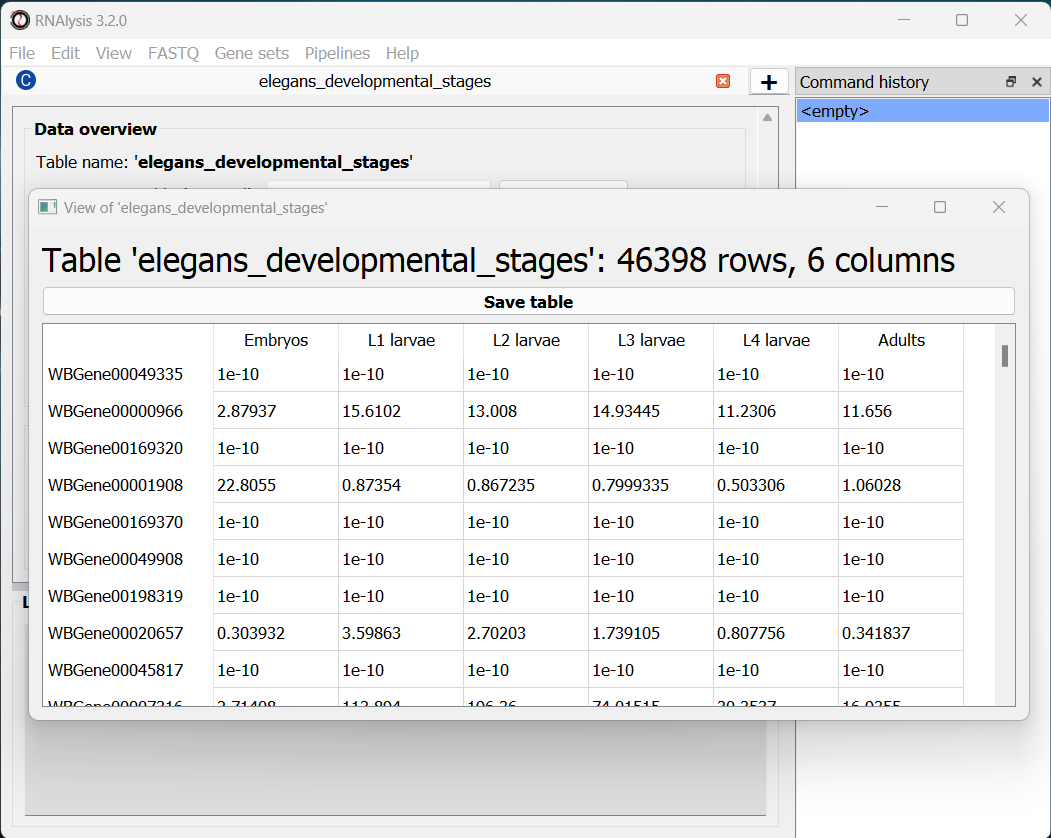 RNAlysis 3.2.0
File Edit View FASTQ Gene sets Pipelines Help
C elegans_developmental_stages + Command history
<empty>
Data overview
Table name: 'elegans_developmental_stages'
View of 'elegans_developmental_stages'
Table 'elegans_developmental_stages': 46398 rows, 6 columns
Save table
Embryos L1 larvae L2 larvae L3 larvae L4 larvae Adults
WBGene00049335 1e-10 1e-10 1e-10 1e-10 1e-10 1e-10
WBGene00000966 2.87937 15.6102 13.008 14.93445 11.2306 11.656
WBGene00169320 1e-10 1e-10 1e-10 1e-10 1e-10 1e-10
WBGene00001908 22.8055 0.87354 0.867235 0.7999335 0.503306 1.06028
WBGene00169370 1e-10 1e-10 1e-10 1e-10 1e-10 1e-10
WBGene00049908 1e-10 1e-10 1e-10 1e-10 1e-10 1e-10
WBGene00198319 1e-10 1e-10 1e-10 1e-10 1e-10 1e-10
WBGene00020657 0.303932 3.59863 2.70203 1.739105 0.807756 0.341837
WBGene00045817 1e-10 1e-10 1e-10 1e-10 1e-10 1e-10